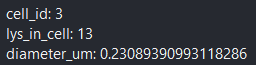 cell_id: 3
lys_in_cell: 13
diameter_um: 0.23089390993118286